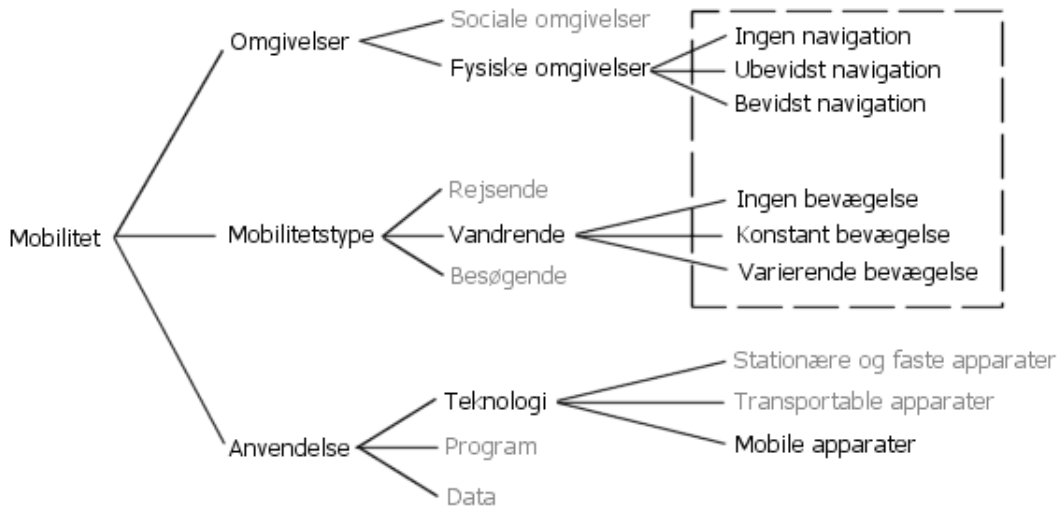 Mobilitet
Omgivelser
Sociale omgivelser
Fysiske omgivelser
Ingen navigation
Ubevidst navigation
Bevidst navigation
Mobilitetstype
Rejsende
Vandrende
Ingen bevægelse
Konstant bevægelse
Varierende bevægelse
Besøgende
Anvendelse
Teknologi
Stationære og faste apparater
Transportable apparater
Mobile apparater
Program
Data